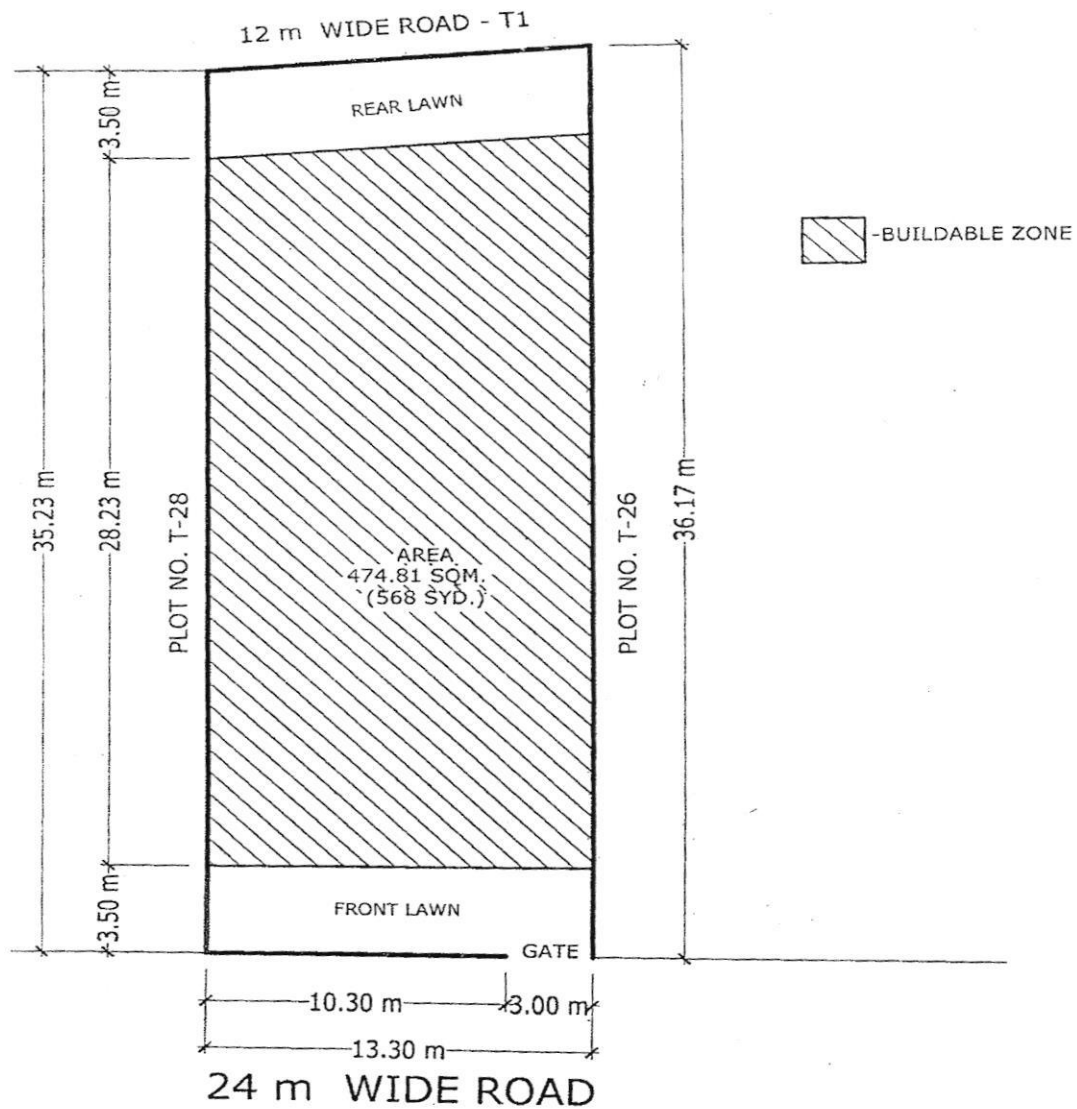 12 m WIDE ROAD - T1
3.50 m
REAR LAWN
-BUILDABLE ZONE
35.23 m
28.23 m
PLOT NO. T-28
AREA
474.81 SQM.
(568 SYD.)
PLOT NO. T-26
36.17 m
3.50 m
FRONT LAWN
GATE
10.30 m
3.00 m
13.30 m
24 m WIDE ROAD